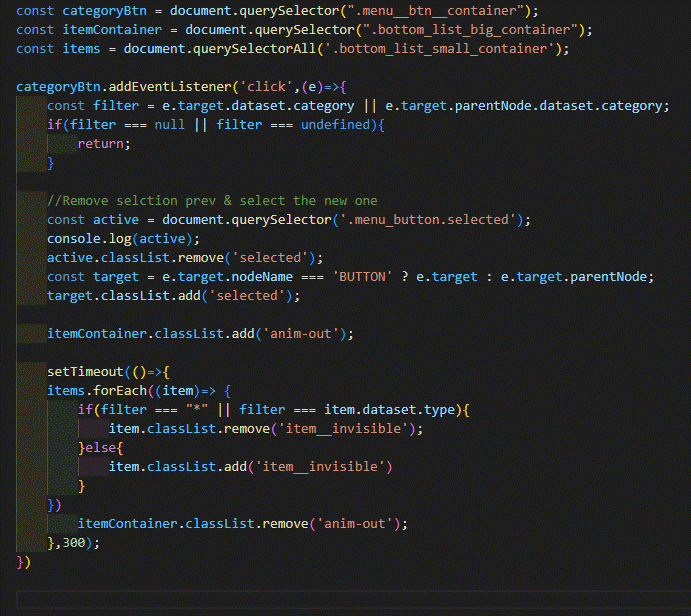 const categoryBtn = document.querySelector(".menu__btn__container");
const itemContainer = document.querySelector(".bottom_list_big_container");
const items = document.querySelectorAll('.bottom_list_small_container');
categoryBtn.addEventListener('click',(e)=>{
const filter = e.target.dataset.category || e.target.parentNode.dataset.category;
if(filter === null || filter === undefined){
return;
}
//Remove selction prev & select the new one
const active = document.querySelector('.menu_button.selected');
console.log(active);
active.classList.remove('selected');
const target = e.target.nodeName === 'BUTTON' ? e.target : e.target.parentNode;
target.classList.add('selected');
itemContainer.classList.add('anim-out');
setTimeout(()=>{
items.forEach((item)=> {
if(filter === "*" || filter === item.dataset.type){
item.classList.remove('item__invisible');
}else{
item.classList.add('item__invisible')
}
})
itemContainer.classList.remove('anim-out');
},300);
})